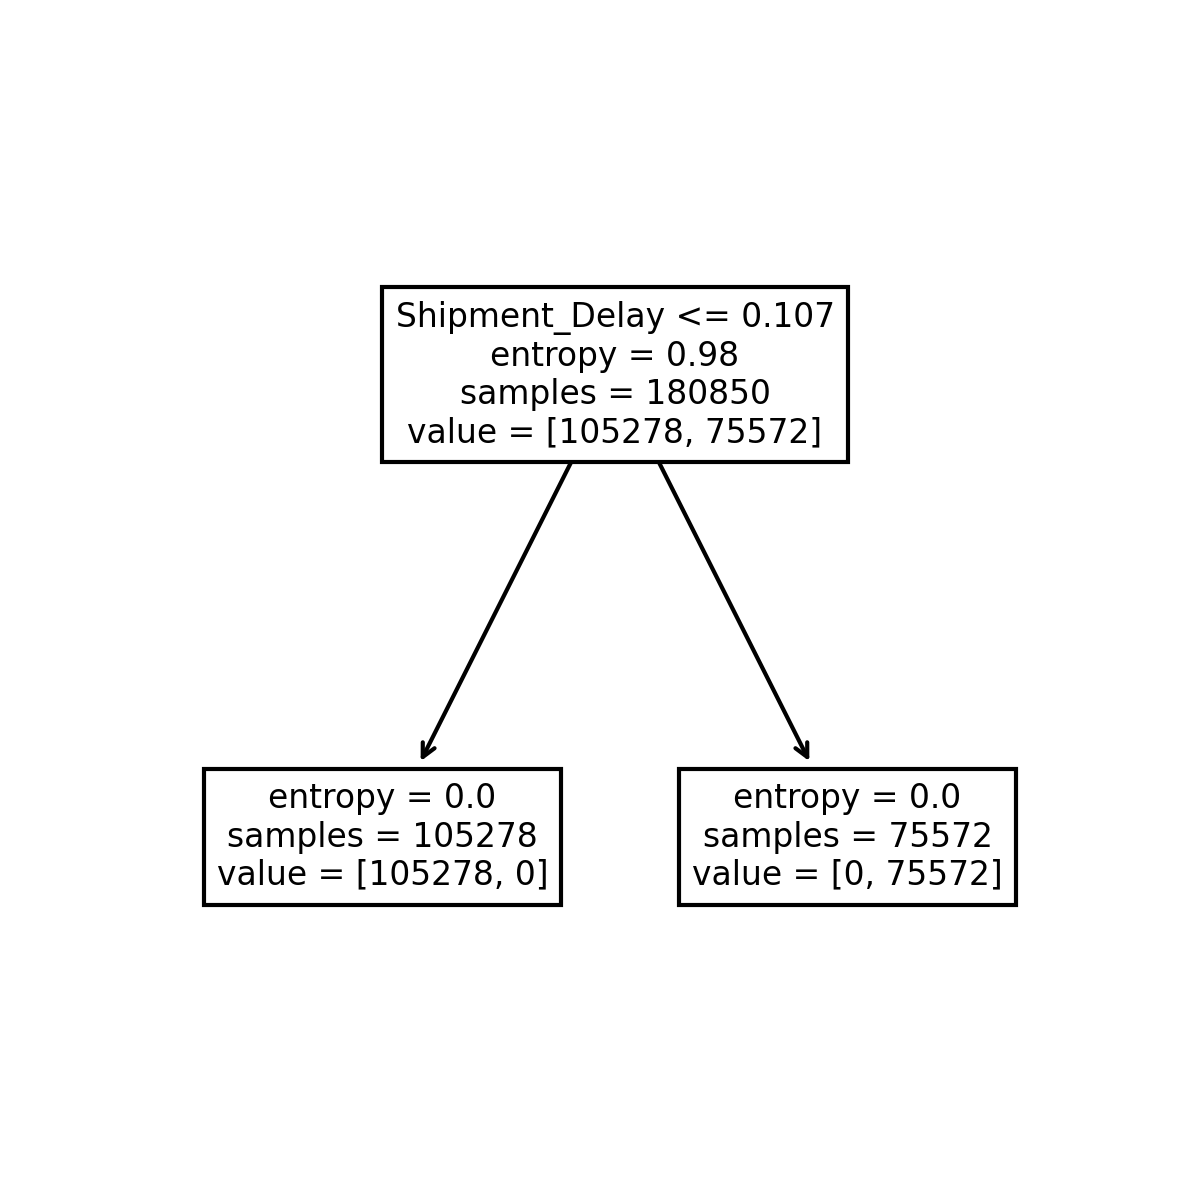 Shipment_Delay <= 0.107
entropy = 0.98
samples = 180850
value = [105278, 75572]
entropy = 0.0
samples = 105278
value = [105278, 0]
entropy = 0.0
samples = 75572
value = [0, 75572]